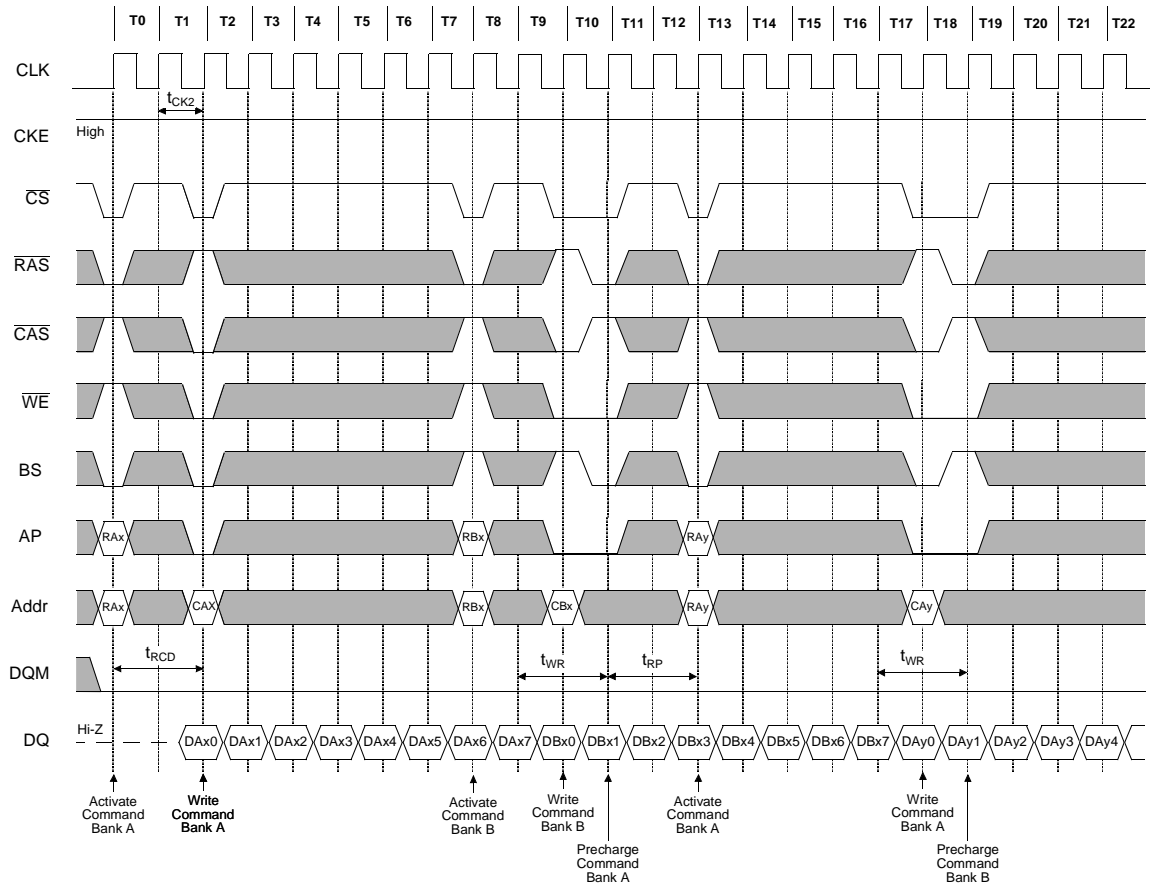 T0 T1 T2 T3 T4 T5 T6 T7 T8 T9 T10 T11 T12 T13 T14 T15 T16 T17 T18 T19 T20 T21 T22
CLK
tCK2
CKE High
CS
RAS
CAS
WE
BS
AP RAx RBx RAy
Addr RAx CAX RBx CBx RAy CAy
DQM tRCD tWR tRP tWR
DQ Hi-Z DAx0 DAx1 DAx2 DAx3 DAx4 DAx5 DAx6 DAx7 DBx0 DBx1 DBx2 DBx3 DBx4 DBx5 DBx6 DBx7 DAy0 DAy1 DAy2 DAy3 DAy4
Activate
Command
Bank A
Write
Command
Bank A
Activate
Command
Bank B
Write
Command
Bank B
Precharge
Command
Bank A
Activate
Command
Bank A
Write
Command
Bank A
Precharge
Command
Bank B